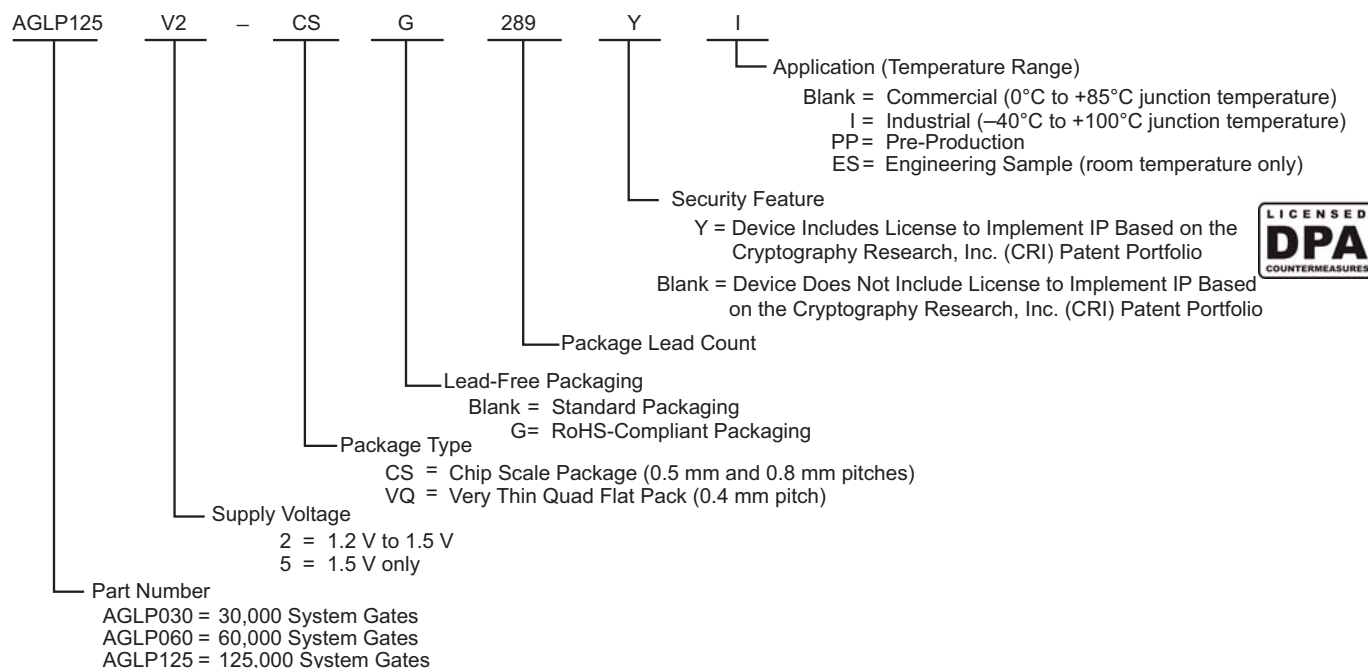 AGLP125 V2 – CS G 289 Y I
Application (Temperature Range)
Blank = Commercial (0°C to +85°C junction temperature)
I = Industrial (–40°C to +100°C junction temperature)
PP = Pre-Production
ES = Engineering Sample (room temperature only)
Security Feature
Y = Device Includes License to Implement IP Based on the
Cryptography Research, Inc. (CRI) Patent Portfolio
Blank = Device Does Not Include License to Implement IP Based
on the Cryptography Research, Inc. (CRI) Patent Portfolio
LICENSED
DPA
COUNTERMEASURES
Package Lead Count
Lead-Free Packaging
Blank = Standard Packaging
G= RoHS-Compliant Packaging
Package Type
CS = Chip Scale Package (0.5 mm and 0.8 mm pitches)
VQ = Very Thin Quad Flat Pack (0.4 mm pitch)
Supply Voltage
2 = 1.2 V to 1.5 V
5 = 1.5 V only
Part Number
AGLP030 = 30,000 System Gates
AGLP060 = 60,000 System Gates
AGLP125 = 125,000 System Gates